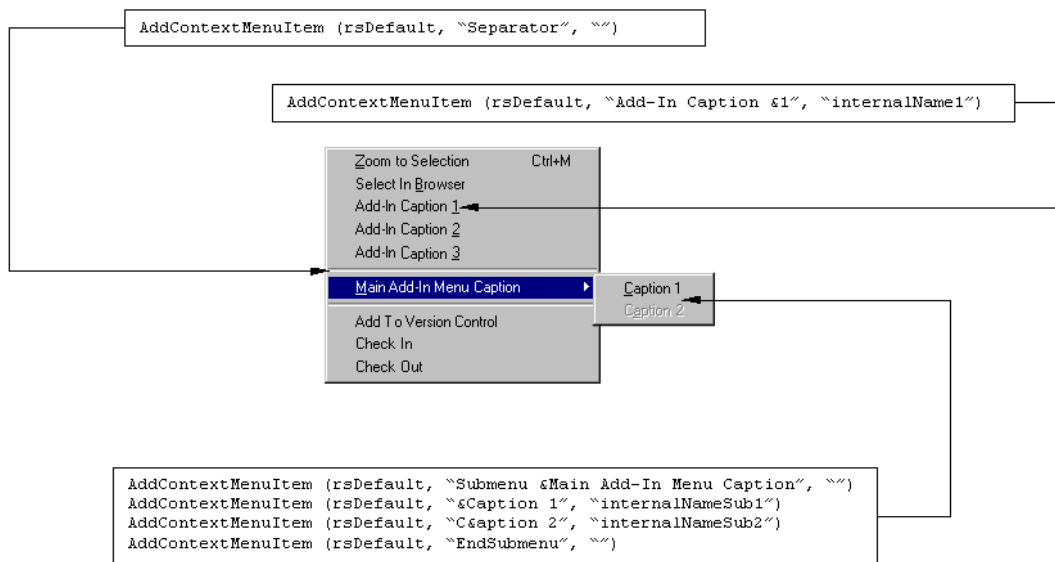 AddContextMenuItem (rsDefault, “Separator”, “”)
AddContextMenuItem (rsDefault, “Add-In Caption &1”, “internalName1”)
Zoom to Selection Ctrl+M
Select In Browser
Add-In Caption 1
Add-In Caption 2
Add-In Caption 3
Main Add-In Menu Caption
Caption 1
Caption 2
Add To Version Control
Check In
Check Out
AddContextMenuItem (rsDefault, “Submenu &Main Add-In Menu Caption”, “”)
AddContextMenuItem (rsDefault, “&Caption 1”, “internalNameSub1”)
AddContextMenuItem (rsDefault, “C&aption 2”, “internalNameSub2”)
AddContextMenuItem (rsDefault, “EndSubmenu”, “”)